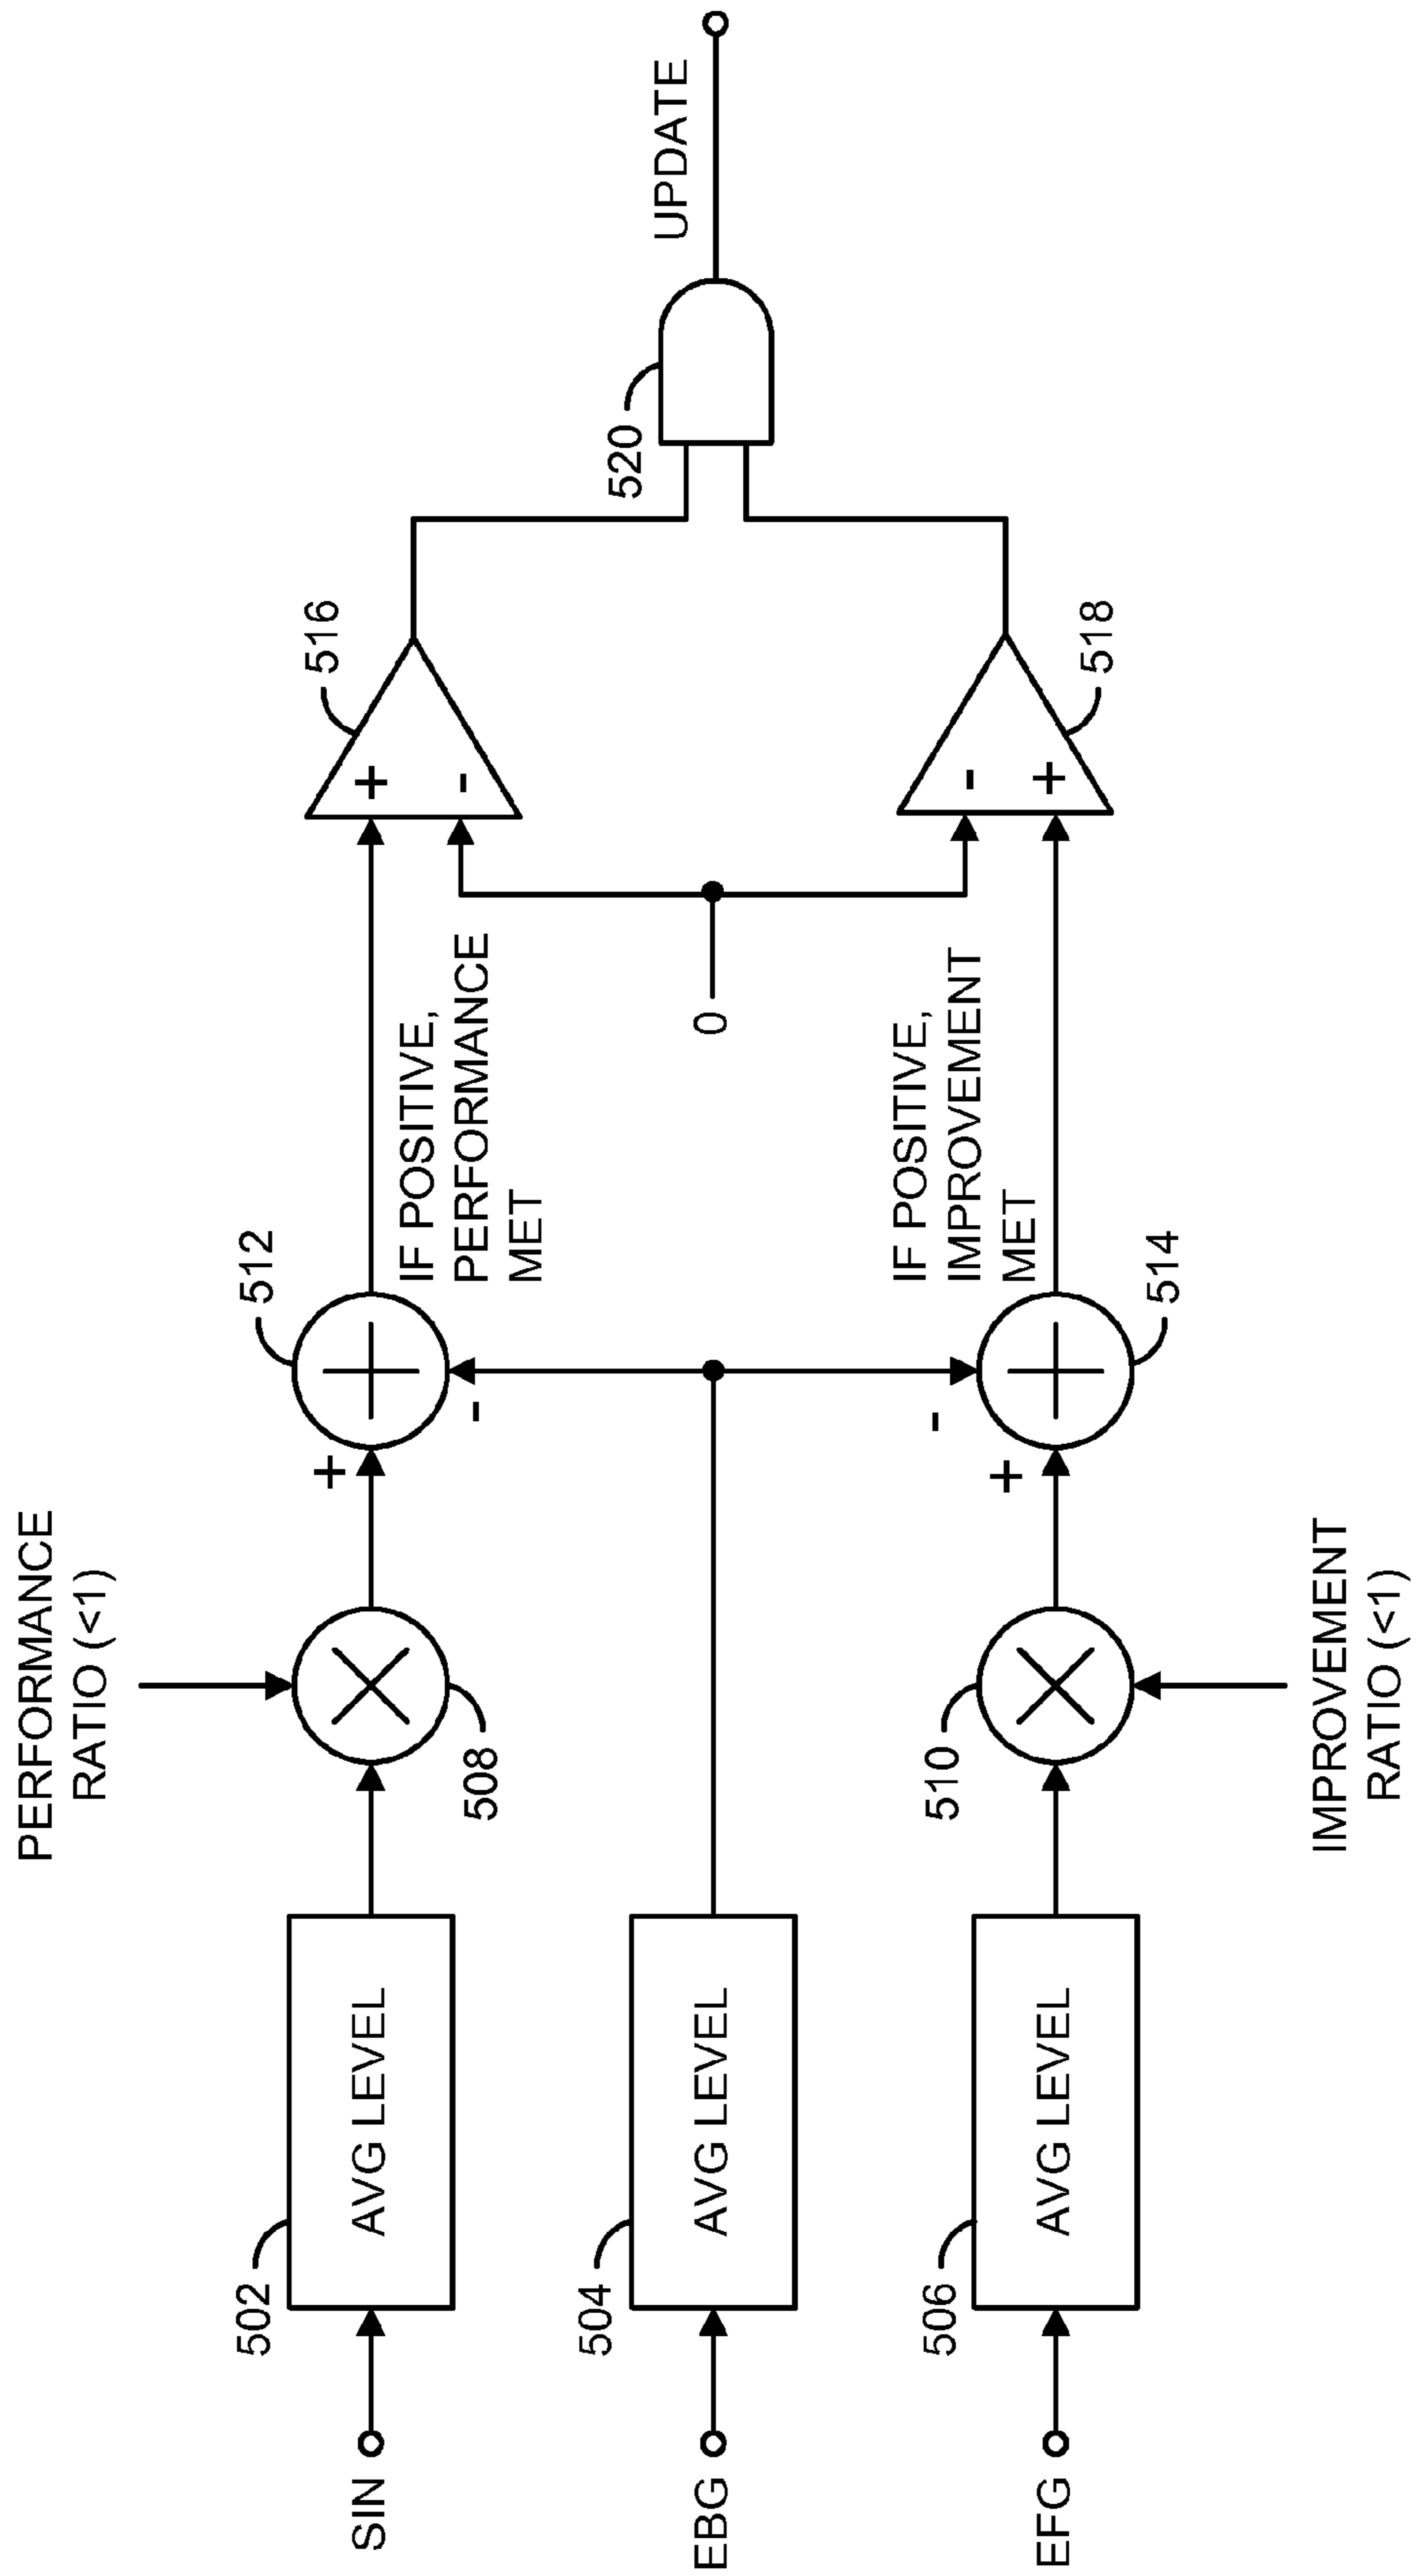 PERFORMANCE
RATIO (<1)
SIN
502
AVG LEVEL
508
+
-
512
IF POSITIVE,
PERFORMANCE
MET
+
-
516
EBG
504
AVG LEVEL
0
520
UPDATE
EFG
506
AVG LEVEL
510
+
-
514
IF POSITIVE,
IMPROVEMENT
MET
-
+
518
IMPROVEMENT
RATIO (<1)